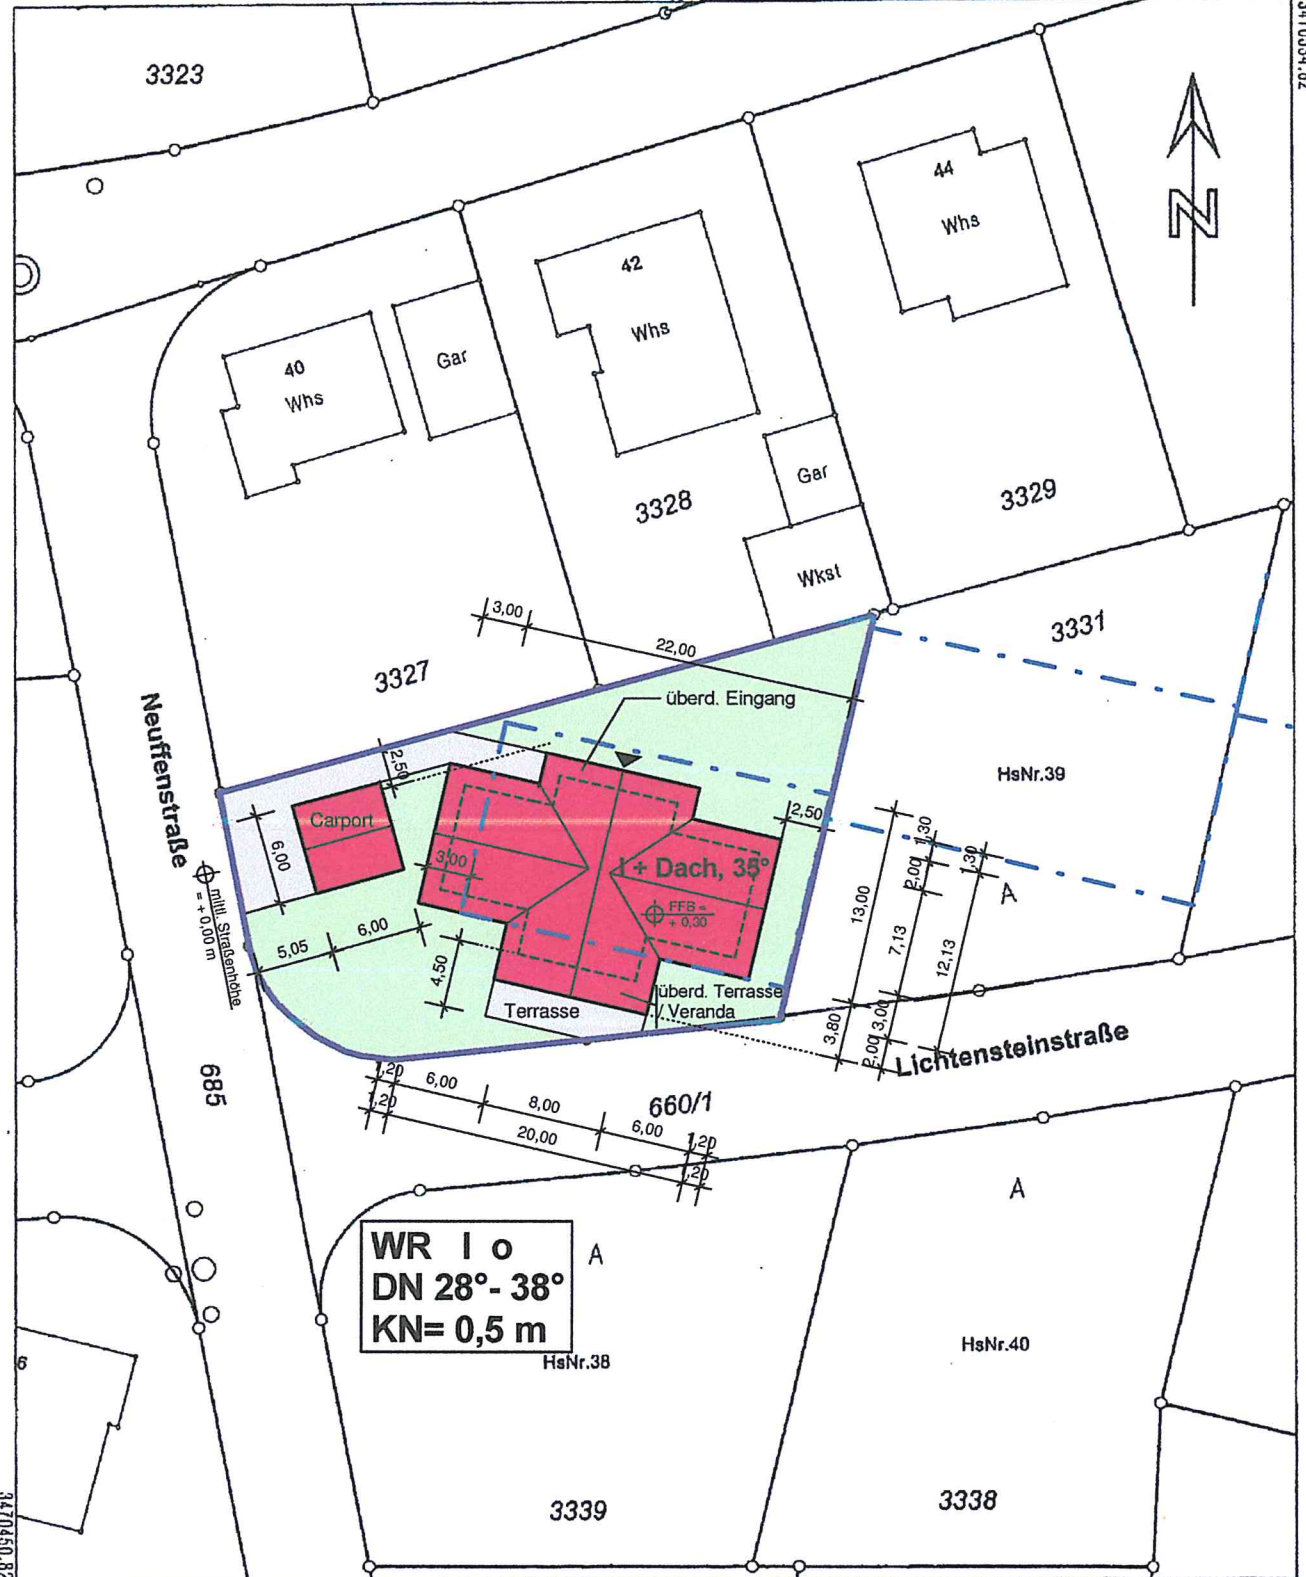 3323
44
Whs
N
42
Whs
40
Whs
Gar
Gar
3328
3329
Wkst
3,00
22,00
3331
3327
überd. Eingang
Neuffenstraße
2,50
HsNr.39
Carport
6,00
2,50
1,30
2,00
1,30
I + Dach, 35°
3,00
A
FFB =
+ 0,30
mittl. Straßenhöhe
= + 0,00 m
13,00
7,13
12,13
5,05
6,00
4,50
überd. Terrasse
/ Veranda
Terrasse
3,80
3,00
2,00
Lichtensteinstraße
685
1,20
6,00
8,00
6,00
1,20
660/1
1,20
20,00
1,20
A
WR I o
DN 28°- 38°
KN= 0,5 m
A
HsNr.38
HsNr.40
6
3339
3338